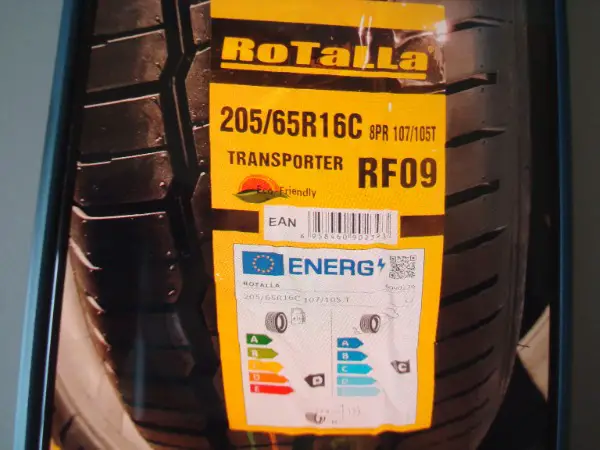 RoTaLLa
205/65R16C 8PR 107/105T
TRANSPORTER RF09
Eco-Friendly
EAN
ENERG
ROTALLA
205/65R16C 107/105 T
A A
B B
C C
D D
E E
D C